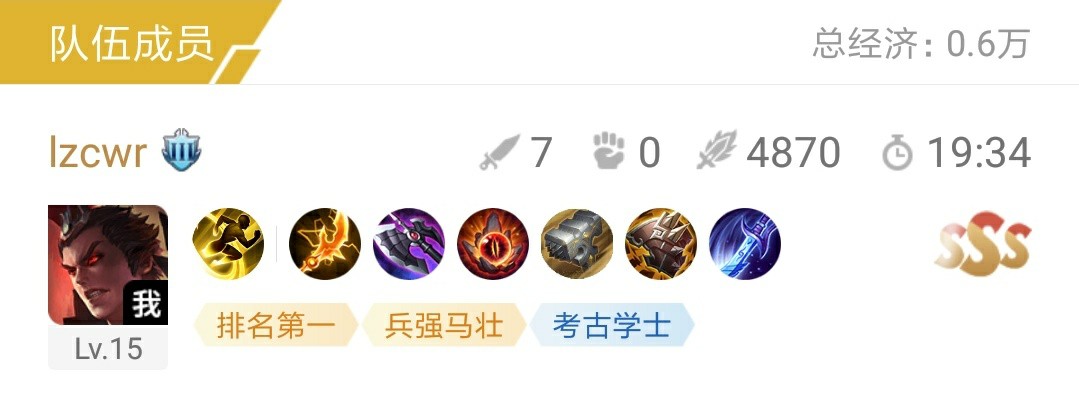 队伍成员
总经济：0.6万
lzcwr
7
0
4870
19:34
我
Lv.15
SSS
排名第一
兵强马壮
考古学士